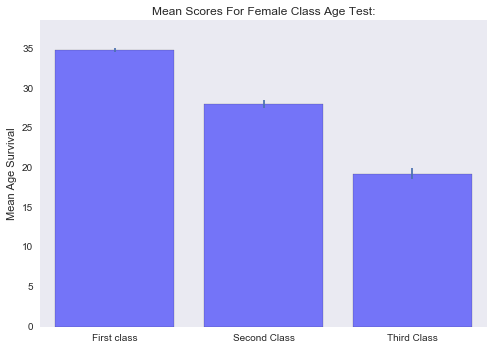 Mean Scores For Female Class Age Test:
Mean Age Survival
35
30
25
20
15
10
5
0
First class
Second Class
Third Class